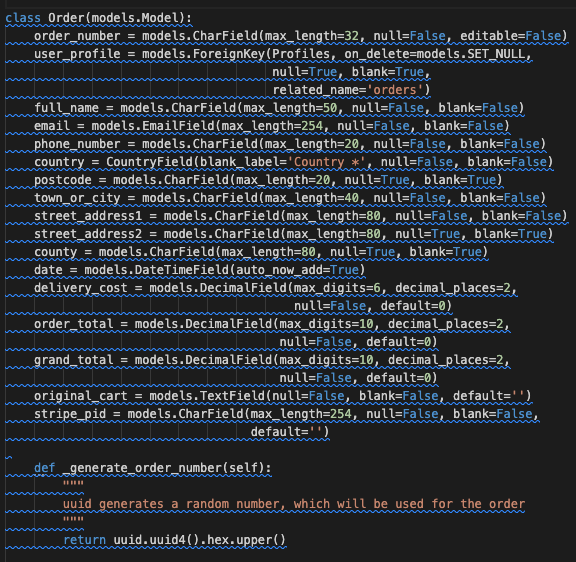 class Order(models.Model):
    order_number = models.CharField(max_length=32, null=False, editable=False)
    user_profile = models.ForeignKey(Profiles, on_delete=models.SET_NULL,
                                     null=True, blank=True,
                                     related_name='orders')
    full_name = models.CharField(max_length=50, null=False, blank=False)
    email = models.EmailField(max_length=254, null=False, blank=False)
    phone_number = models.CharField(max_length=20, null=False, blank=False)
    country = CountryField(blank_label='Country *', null=False, blank=False)
    postcode = models.CharField(max_length=20, null=True, blank=True)
    town_or_city = models.CharField(max_length=40, null=False, blank=False)
    street_address1 = models.CharField(max_length=80, null=False, blank=False)
    street_address2 = models.CharField(max_length=80, null=True, blank=True)
    county = models.CharField(max_length=80, null=True, blank=True)
    date = models.DateTimeField(auto_now_add=True)
    delivery_cost = models.DecimalField(max_digits=6, decimal_places=2,
                                        null=False, default=0)
    order_total = models.DecimalField(max_digits=10, decimal_places=2,
                                      null=False, default=0)
    grand_total = models.DecimalField(max_digits=10, decimal_places=2,
                                      null=False, default=0)
    original_cart = models.TextField(null=False, blank=False, default='')
    stripe_pid = models.CharField(max_length=254, null=False, blank=False,
                                  default='')

    def _generate_order_number(self):
        """
        uuid generates a random number, which will be used for the order
        """
        return uuid.uuid4().hex.upper()